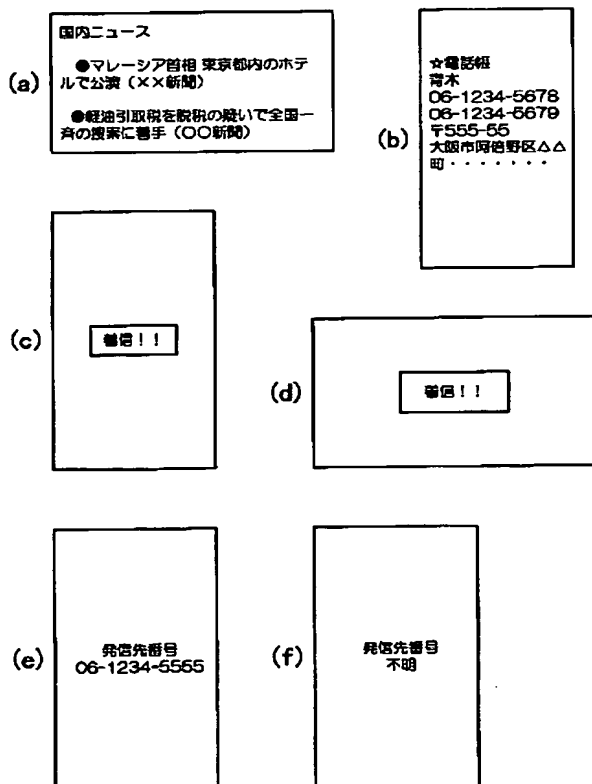 (a)
国内ニュース
●マレーシア首相 東京都内のホテ
ルで公演（××新聞）
●軽油引取税を脱税の疑いで全国一
斉の捜索に着手（○○新聞）
(b)
☆電話帳
青木
06-1234-5678
06-1234-5679
〒555-55
大阪市阿倍野区△△
町・・・・・・・
(c)
着信！！
(d)
着信！！
(e)
発信先番号
06-1234-5555
(f)
発信先番号
不明